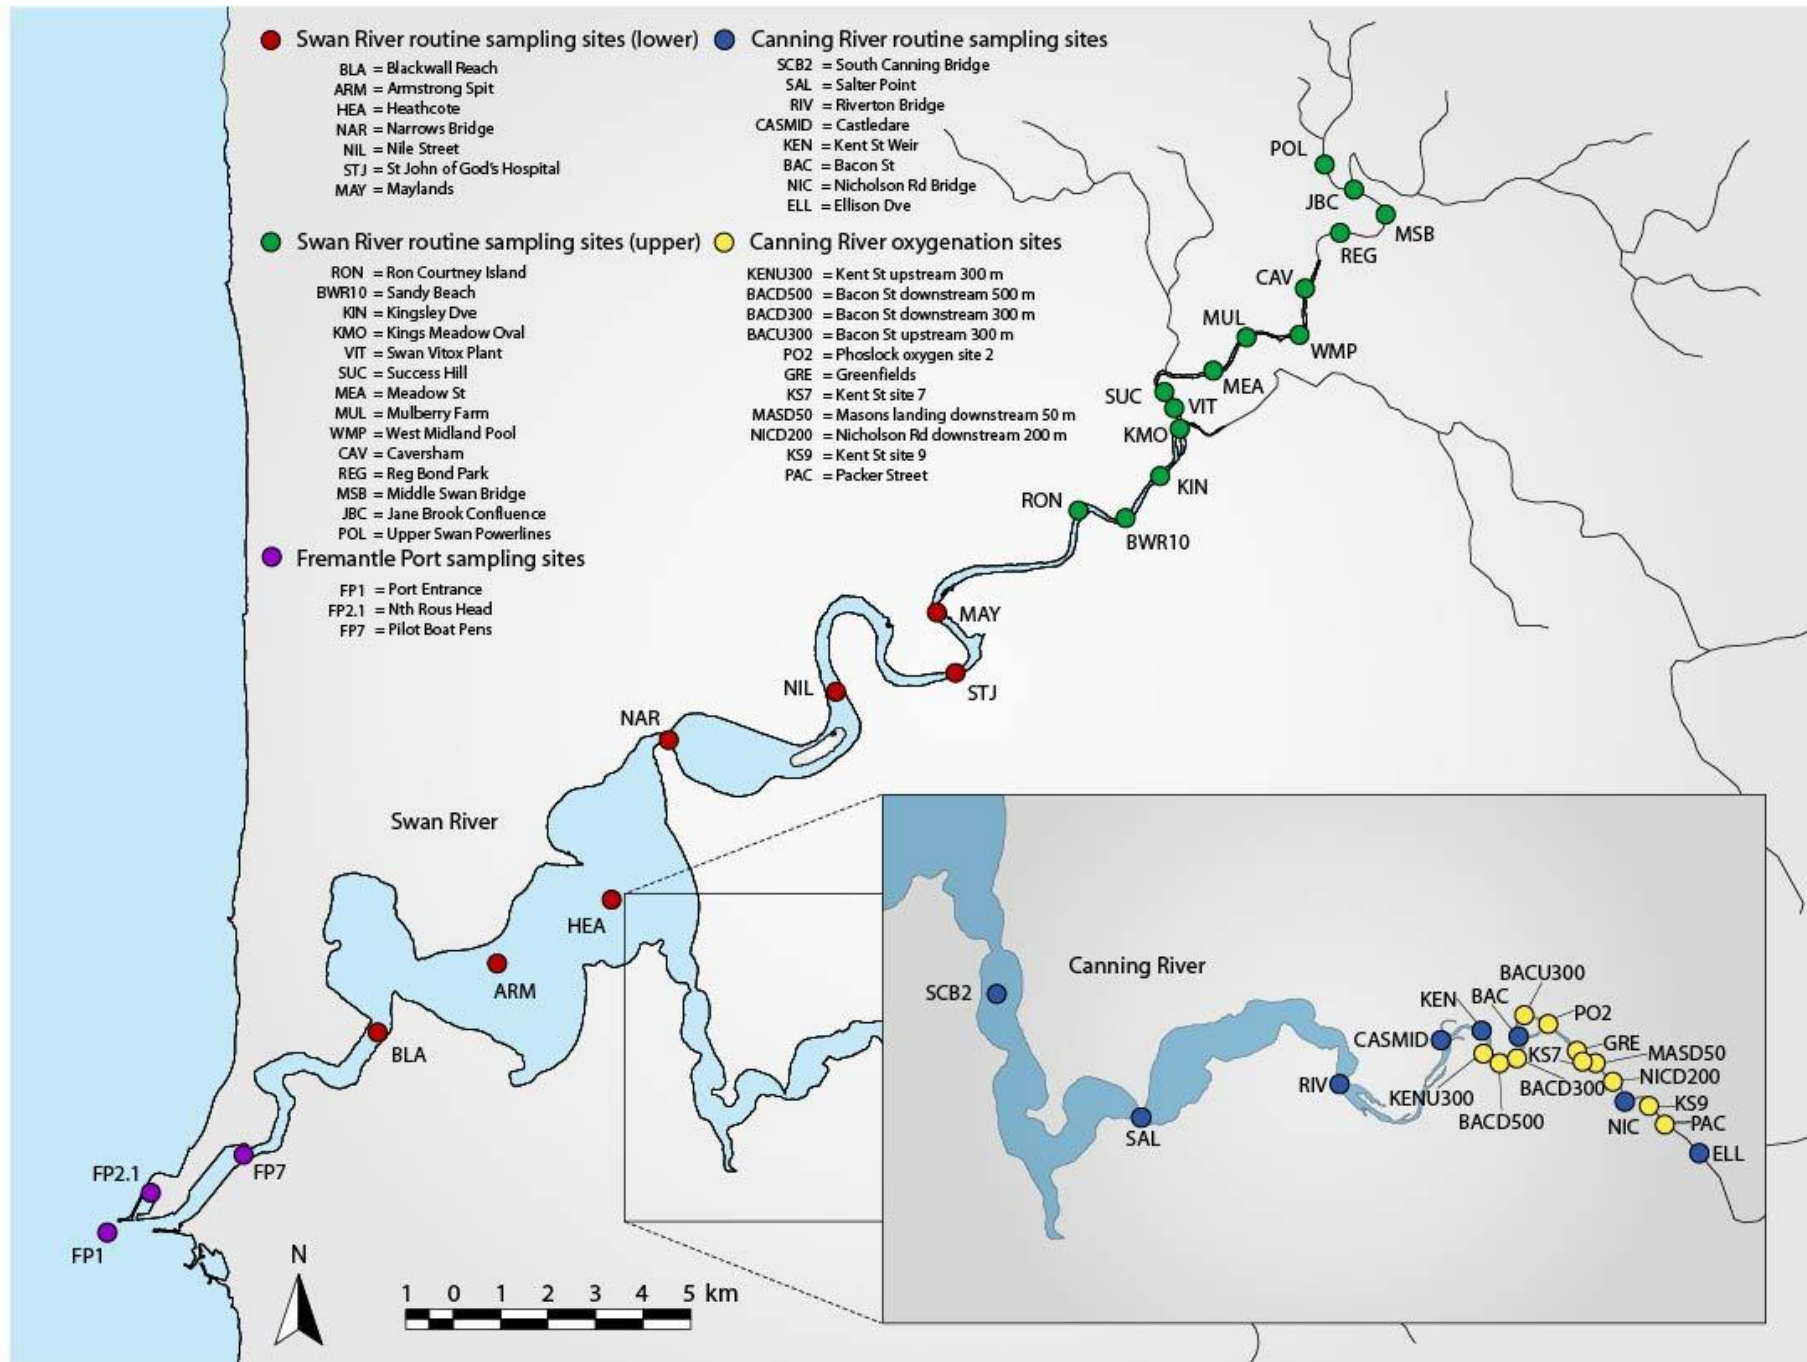 Swan River routine sampling sites (lower)
BLA = Blackwall Reach
ARM = Armstrong Spit
HEA = Heathcote
NAR = Narrows Bridge
NIL = Nile Street
STJ = St John of God's Hospital
MAY = Maylands
Swan River routine sampling sites (upper)
RON = Ron Courtney Island
BWR10 = Sandy Beach
KIN = Kingsley Dve
KMO = Kings Meadow Oval
VIT = Swan Vitox Plant
SUC = Success Hill
MEA = Meadow St
MUL = Mulberry Farm
WMP = West Midland Pool
CAV = Caversham
REG = Reg Bond Park
MSB = Middle Swan Bridge
JBC = Jane Brook Confluence
POL = Upper Swan Powerlines
Fremantle Port sampling sites
FP1 = Port Entrance
FP2.1 = Nth Rous Head
FP7 = Pilot Boat Pens
Canning River routine sampling sites
SCB2 = South Canning Bridge
SAL = Salter Point
RIV = Riverton Bridge
CASMID = Castledare
KEN = Kent St Weir
BAC = Bacon St
NIC = Nicholson Rd Bridge
ELL = Ellison Dve
Canning River oxygenation sites
KENU300 = Kent St upstream 300 m
BACD500 = Bacon St downstream 500 m
BACD300 = Bacon St downstream 300 m
BACU300 = Bacon St upstream 300 m
PO2 = Phoslock oxygen site 2
GRE = Greenfields
KS7 = Kent St site 7
MASD50 = Masons landing downstream 50 m
NICD200 = Nicholson Rd downstream 200 m
KS9 = Kent St site 9
PAC = Packer Street
POL
JBC
MSB
REG
CAV
MUL
WMP
MEA
SUC
VIT
KMO
KIN
RON
BWR10
MAY
STJ
NIL
NAR
Swan River
HEA
ARM
BLA
FP7
FP2.1
FP1
N
1 0 1 2 3 4 5 km
Canning River
SCB2
SAL
RIV
CASMID
KEN
BAC
BACU300
PO2
GRE
KS7
MASD50
NICD200
BACD300
KENU300
BACD500
KS9
NIC
PAC
ELL